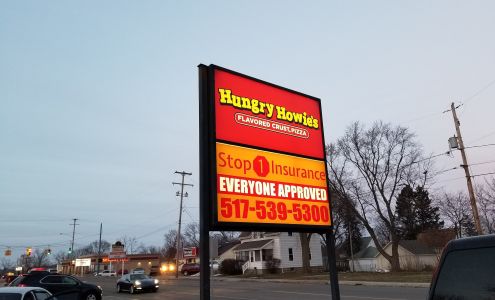 Hungry Howie's
FLAVORED CRUST PIZZA
Stop 1 Insurance
EVERYONE APPROVED
517-539-5300